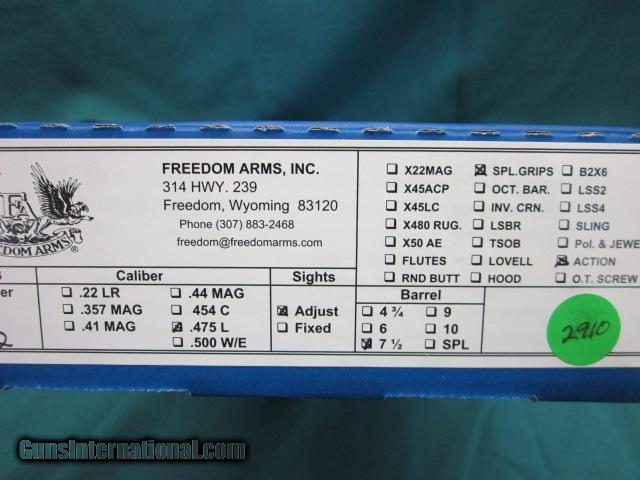 FA
FREEDOM ARMS ®
FREEDOM ARMS, INC.
314 HWY. 239
Freedom, Wyoming 83120
Phone (307) 883-2468
freedom@freedomarms.com
X22MAG
X45ACP
X45LC
X480 RUG.
X50 AE
FLUTES
RND BUTT
SPL.GRIPS
OCT. BAR.
INV. CRN.
LSBR
TSOB
LOVELL
HOOD
B2X6
LSS2
LSS4
SLING
Pol. & JEWE
ACTION
O.T. SCREW
Caliber
.22 LR
.357 MAG
.41 MAG
.44 MAG
.454 C
.475 L
.500 W/E
Sights
Adjust
Fixed
Barrel
4 ¾
6
7 ½
9
10
SPL
2910
GunsInternational.com